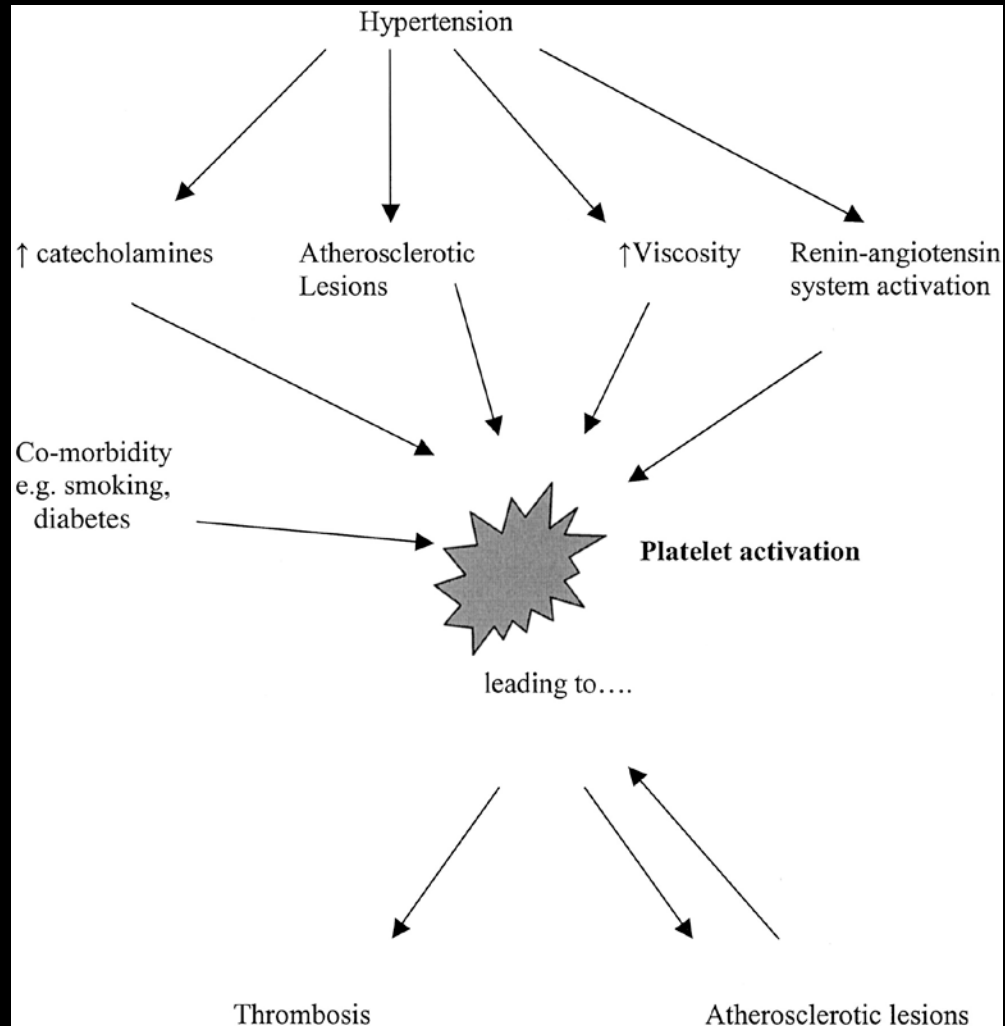 Hypertension
↑ catecholamines
Atherosclerotic
Lesions
↑Viscosity
Renin-angiotensin
system activation
Co-morbidity
e.g. smoking,
diabetes
Platelet activation
leading to….
Thrombosis
Atherosclerotic lesions